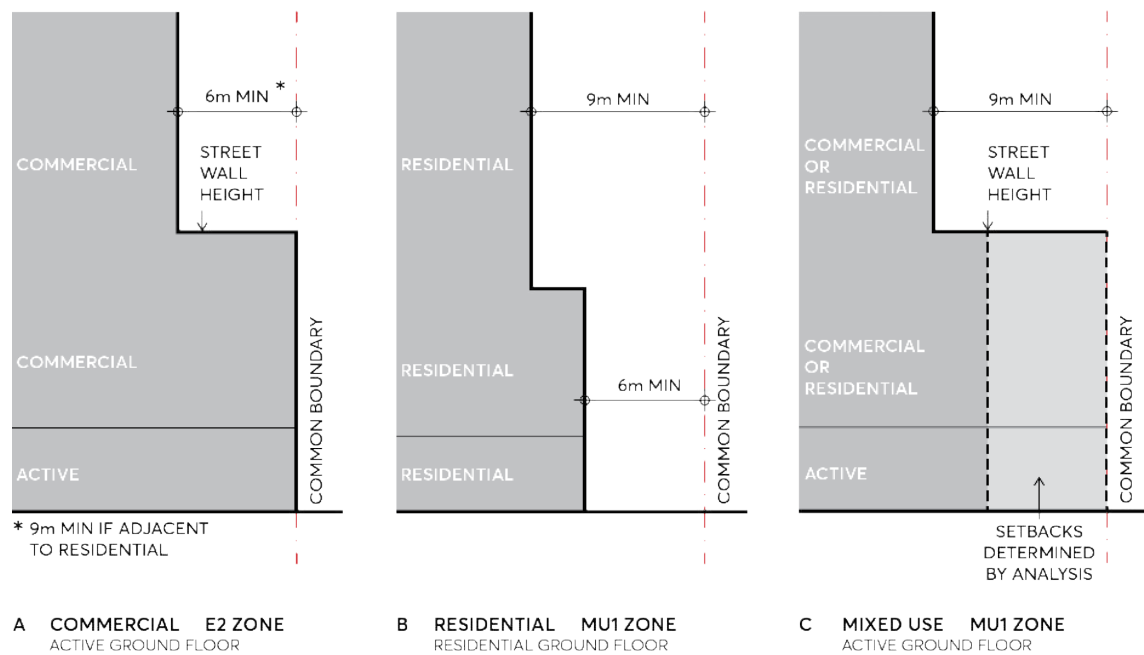 6m MIN *
COMMERCIAL
STREET
WALL
HEIGHT
COMMERCIAL
ACTIVE
COMMON BOUNDARY
* 9m MIN IF ADJACENT
TO RESIDENTIAL
A COMMERCIAL E2 ZONE
ACTIVE GROUND FLOOR
9m MIN
RESIDENTIAL
RESIDENTIAL
6m MIN
RESIDENTIAL
COMMON BOUNDARY
B RESIDENTIAL MU1 ZONE
RESIDENTIAL GROUND FLOOR
9m MIN
COMMERCIAL
OR
RESIDENTIAL
STREET
WALL
HEIGHT
COMMERCIAL
OR
RESIDENTIAL
ACTIVE
COMMON BOUNDARY
SETBACKS
DETERMINED
BY ANALYSIS
C MIXED USE MU1 ZONE
ACTIVE GROUND FLOOR